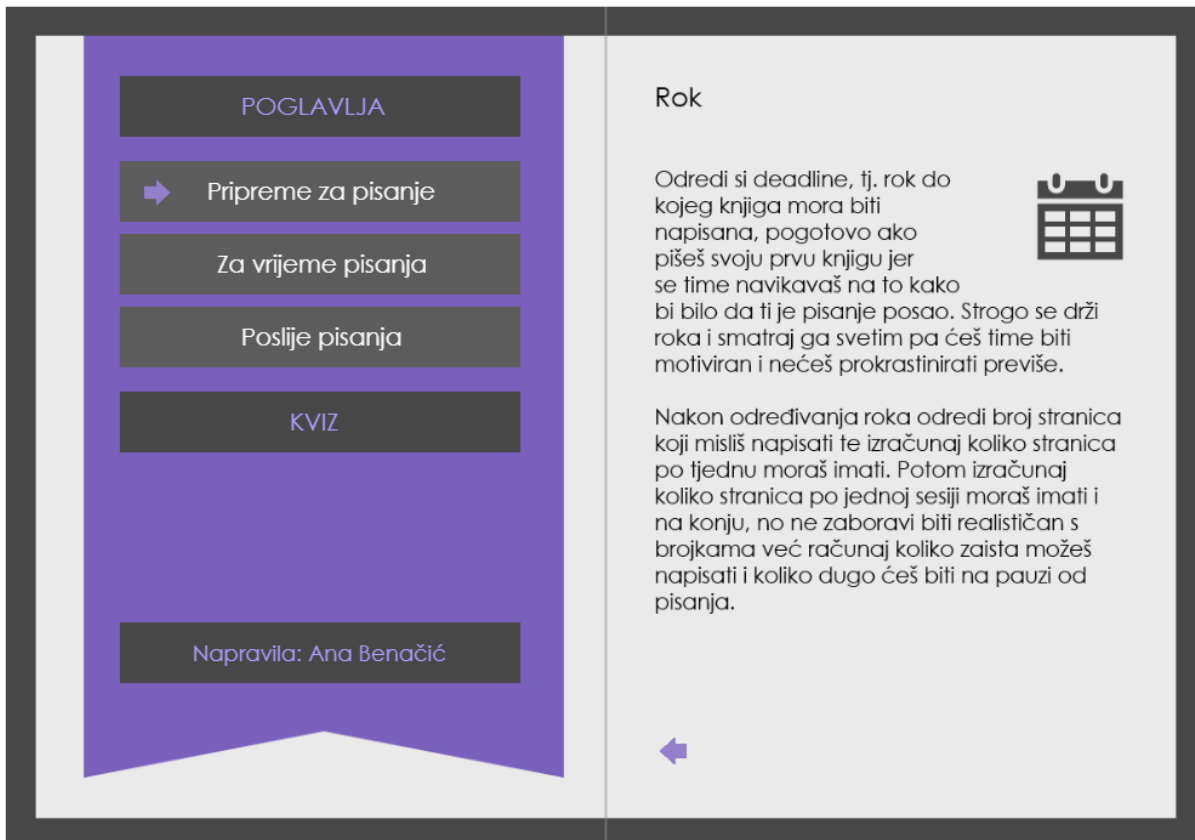 POGLAVLJA
Pripreme za pisanje
Za vrijeme pisanja
Poslije pisanja
KVIZ
Napravila: Ana Benačić
Rok
Odredi si deadline, tj. rok do
kojeg knjiga mora biti
napisana, pogotovo ako
pišeš svoju prvu knjigu jer
se time navikavaš na to kako
bi bilo da ti je pisanje posao. Strogo se drži
roka i smatraj ga svetim pa ćeš time biti
motiviran i nećeš prokrastinirati previše.
Nakon određivanja roka odredi broj stranica
koji misliš napisati te izračunaj koliko stranica
po tjednu moraš imati. Potom izračunaj
koliko stranica po jednoj sesiji moraš imati i
na konju, no ne zaboravi biti realističan s
brojkama već računaj koliko zaista možeš
napisati i koliko dugo ćeš biti na pauzi od
pisanja.